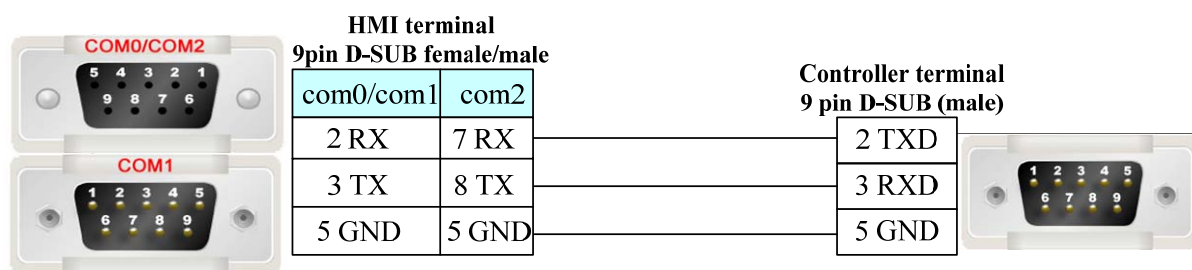 HMI terminal
9pin D-SUB female/male
COM0/COM2
5 4 3 2 1
9 8 7 6
COM1
1 2 3 4 5
6 7 8 9
com0/com1 com2
2 RX 7 RX
3 TX 8 TX
5 GND 5 GND
Controller terminal
9 pin D-SUB (male)
2 TXD
3 RXD
5 GND
1 2 3 4 5
6 7 8 9